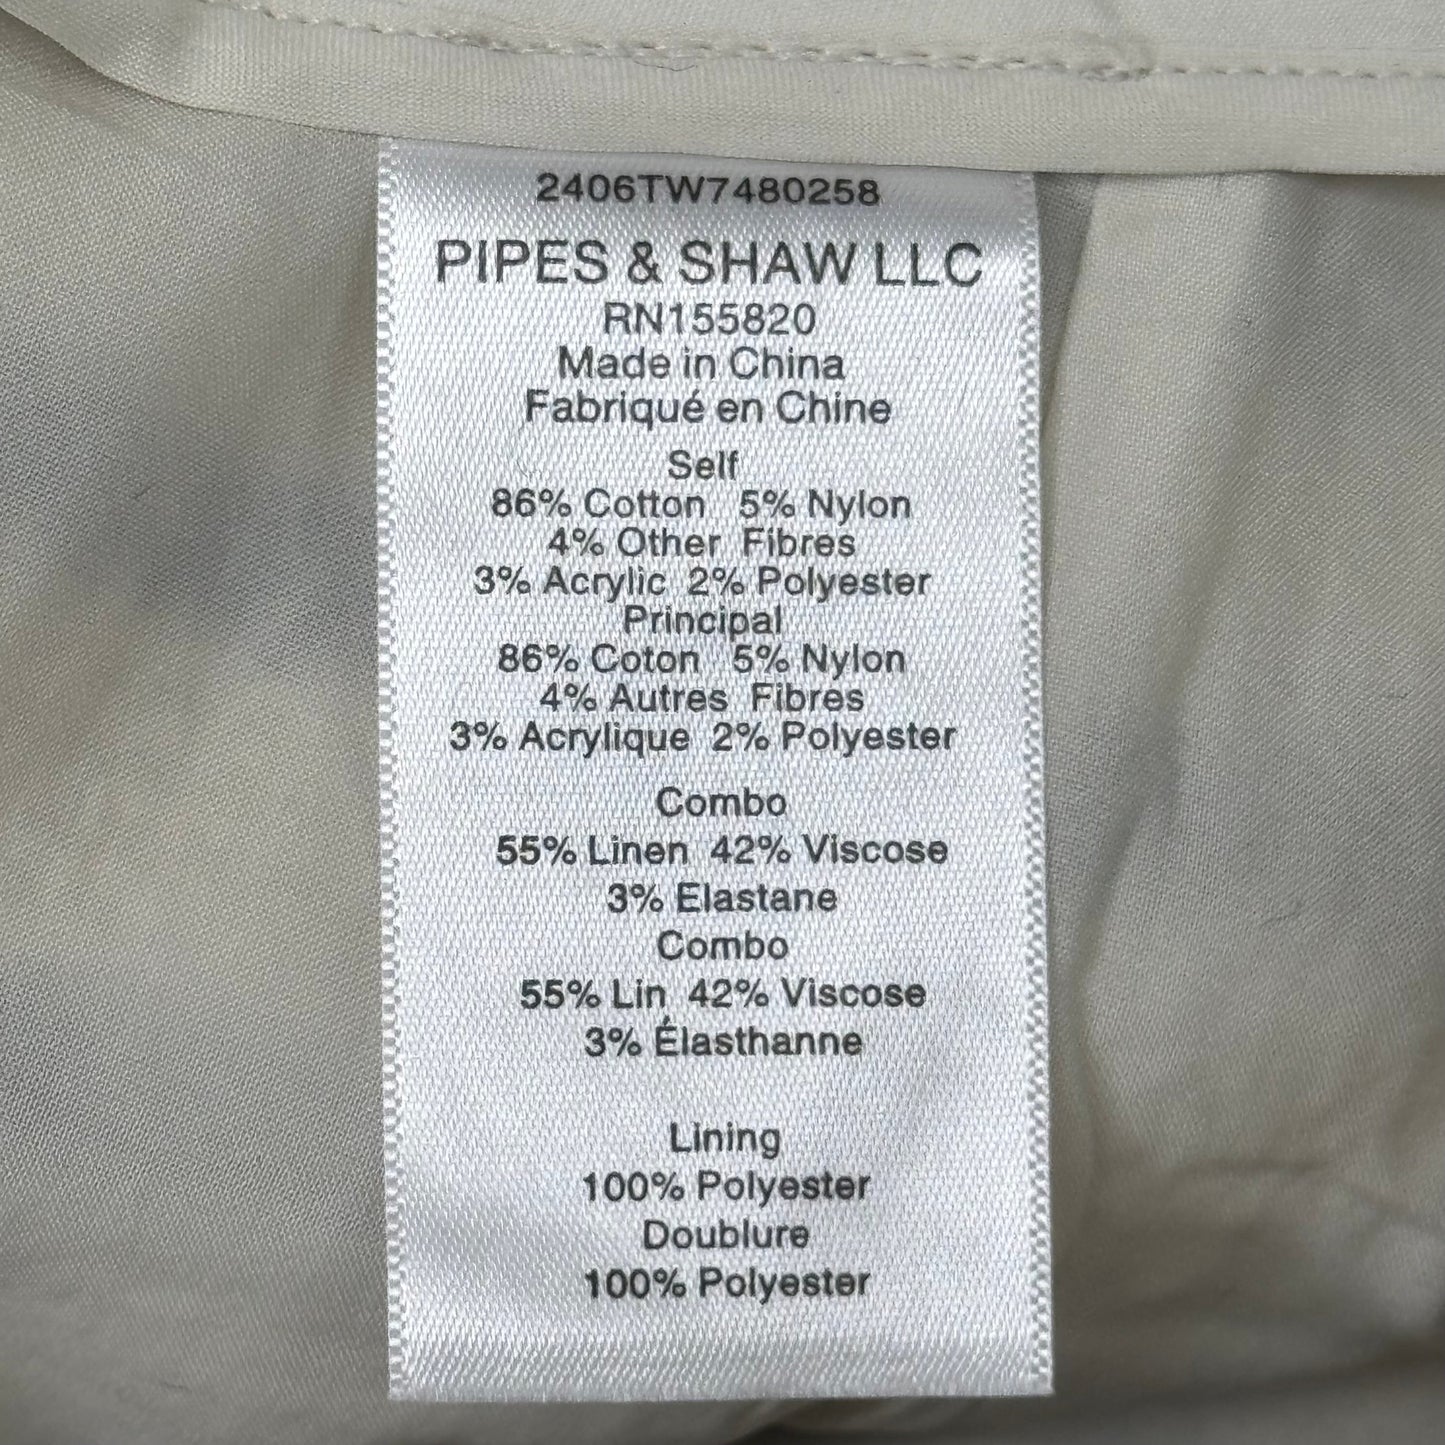 2406TW7480258
PIPES & SHAW LLC
RN155820
Made in China
Fabriqué en Chine
Self
86% Cotton 5% Nylon
4% Other Fibres
3% Acrylic 2% Polyester
Principal
86% Coton 5% Nylon
4% Autres Fibres
3% Acrylique 2% Polyester
Combo
55% Linen 42% Viscose
3% Elastane
Combo
55% Lin 42% Viscose
3% Élasthanne
Lining
100% Polyester
Doublure
100% Polyester